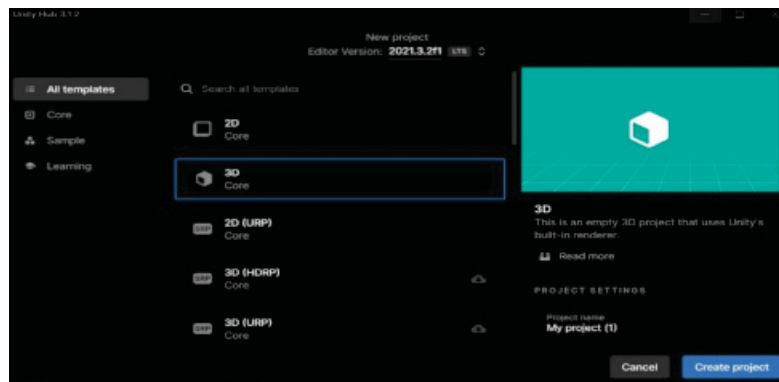 Unity Hub 3.1.2
New project
Editor Version: 2021.3.2f1 LTS
All templates
Core
Sample
Learning
Search all templates
2D
Core
3D
Core
SRP 2D (URP)
Core
SRP 3D (HDRP)
Core
SRP 3D (URP)
Core
3D
This is an empty 3D project that uses Unity's
built-in renderer.
Read more
PROJECT SETTINGS
Project name
My project (1)
Cancel
Create project